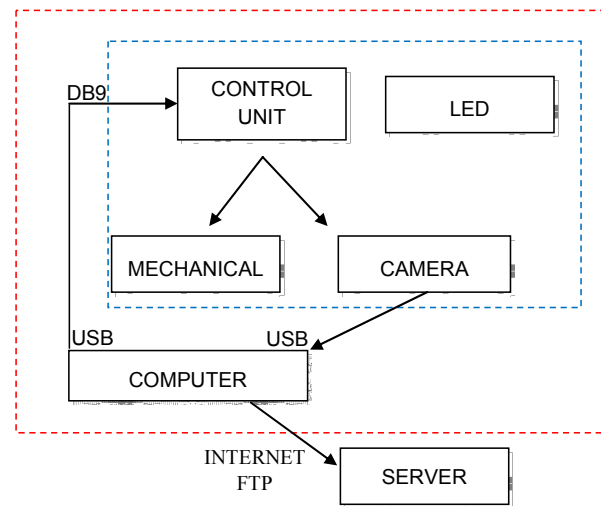 DB9
CONTROL
UNIT
LED
MECHANICAL
CAMERA
USB
USB
COMPUTER
INTERNET
FTP
SERVER